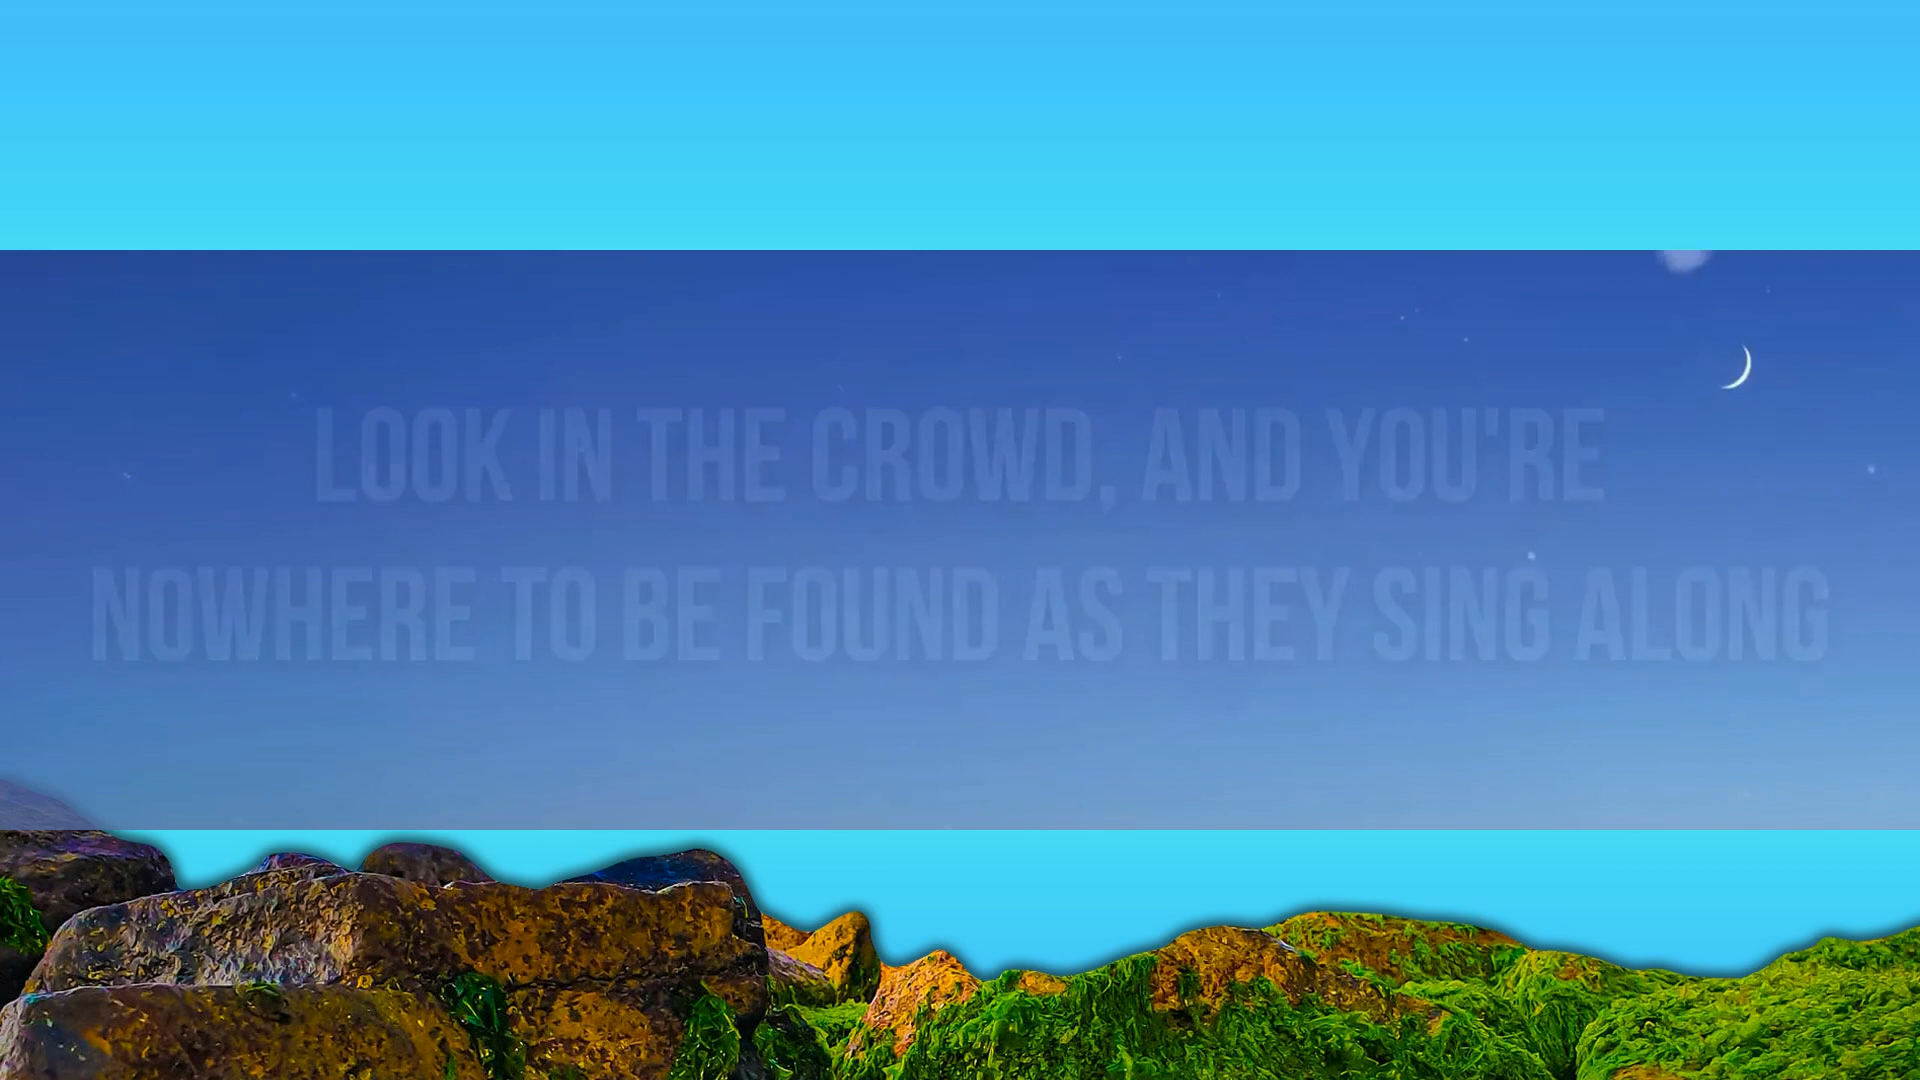 LOOK IN THE CROWD, AND YOU'RE
NOWHERE TO BE FOUND AS THEY SING ALONG